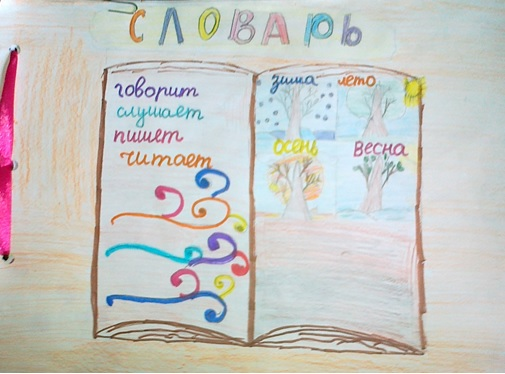 СЛОВАРЬ
говорит
слушает
пишет
читает
зима лето
осень весна